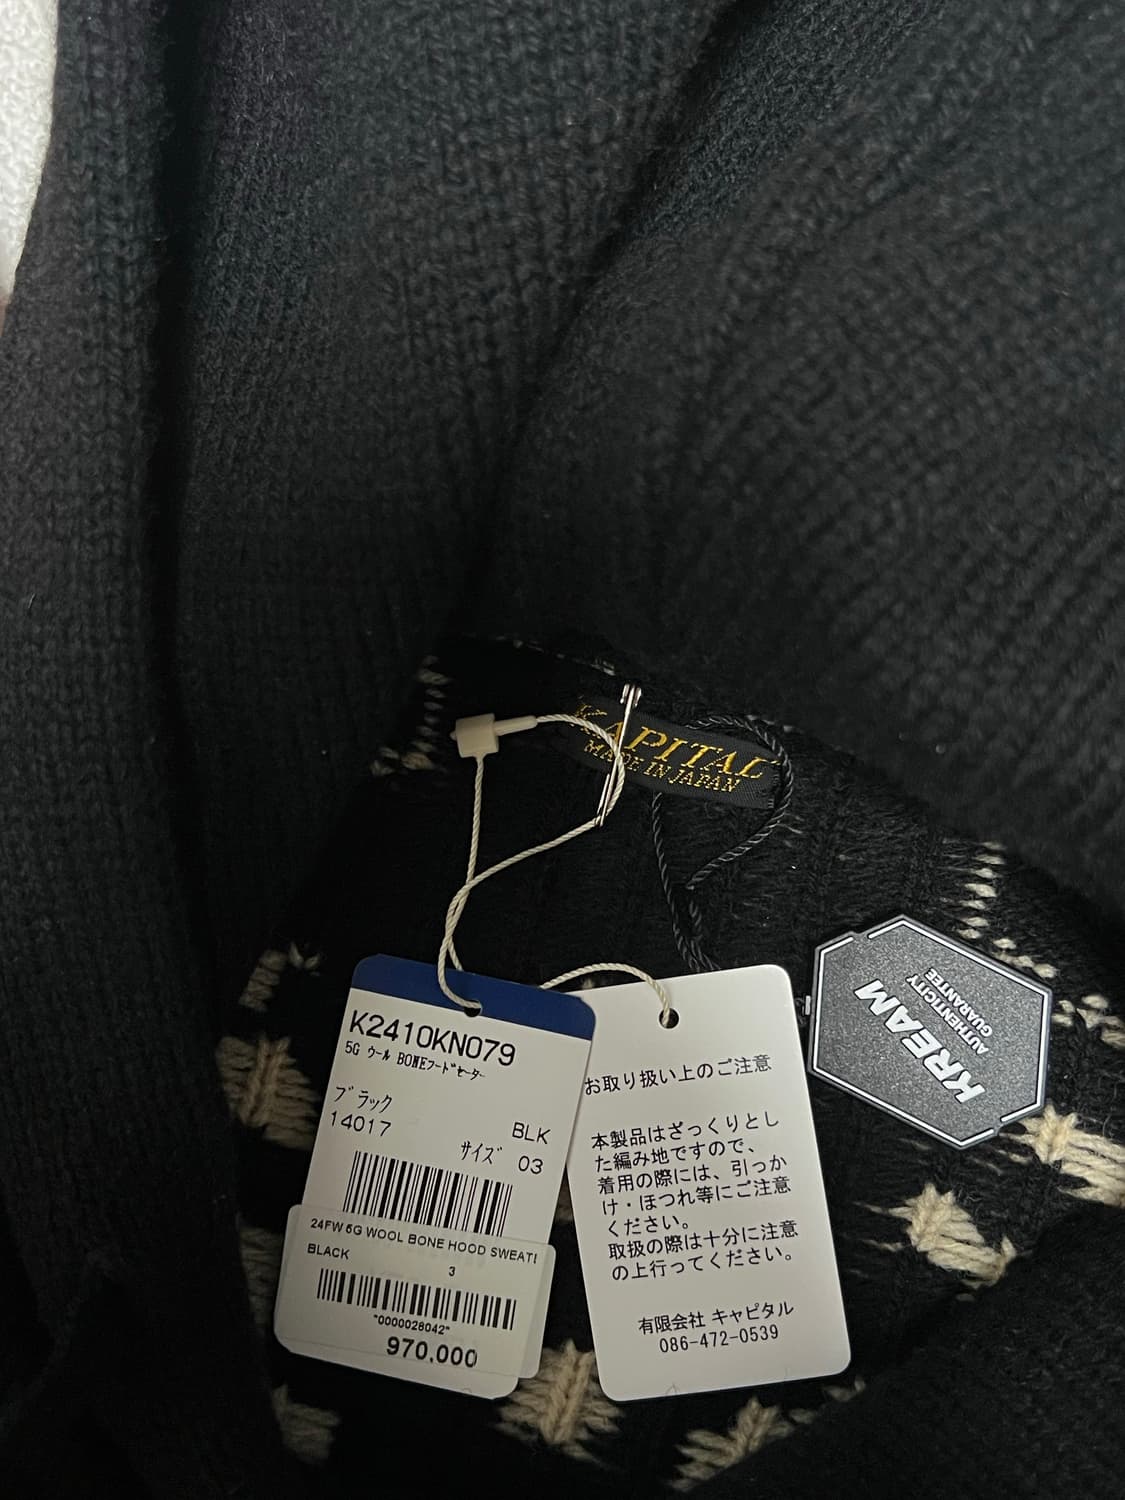 KAPITAL
MADE IN JAPAN
K2410KN079
5G ウール BONEフードセーター
ブラック
14017
BLK
サイズ 03
24FW 5G WOOL BONE HOOD SWEAT
BLACK
3
"0000028042"
970,000
お取り扱い上のご注意
本製品はざっくりとし
た編み地ですので、
着用の際には、引っか
け・ほつれ等にご注意
ください。
取扱の際は十分に注意
の上行ってください。
有限会社 キャピタル
086-472-0539
KREAM
AUTHENTICITY
GUARANTEE